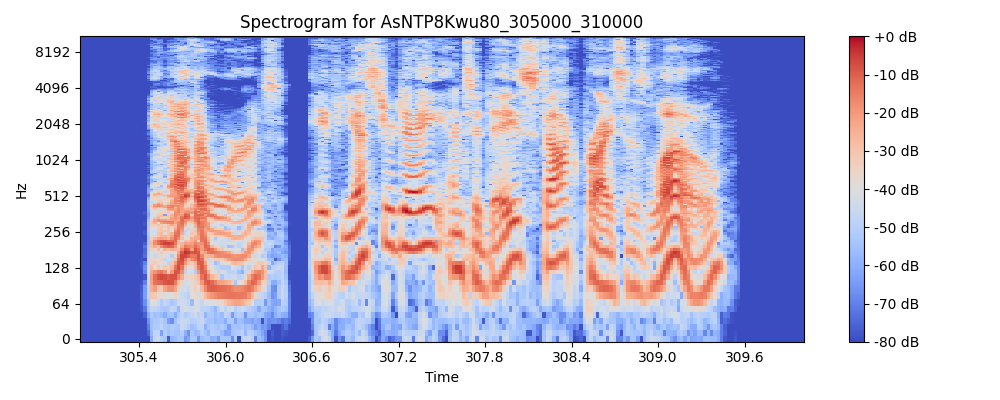 Spectrogram for AsNTP8Kwu80_305000_310000
8192
4096
2048
1024
512
256
128
64
0
Hz
305.4 306.0 306.6 307.2 307.8 308.4 309.0 309.6
Time
+0 dB
-10 dB
-20 dB
-30 dB
-40 dB
-50 dB
-60 dB
-70 dB
-80 dB